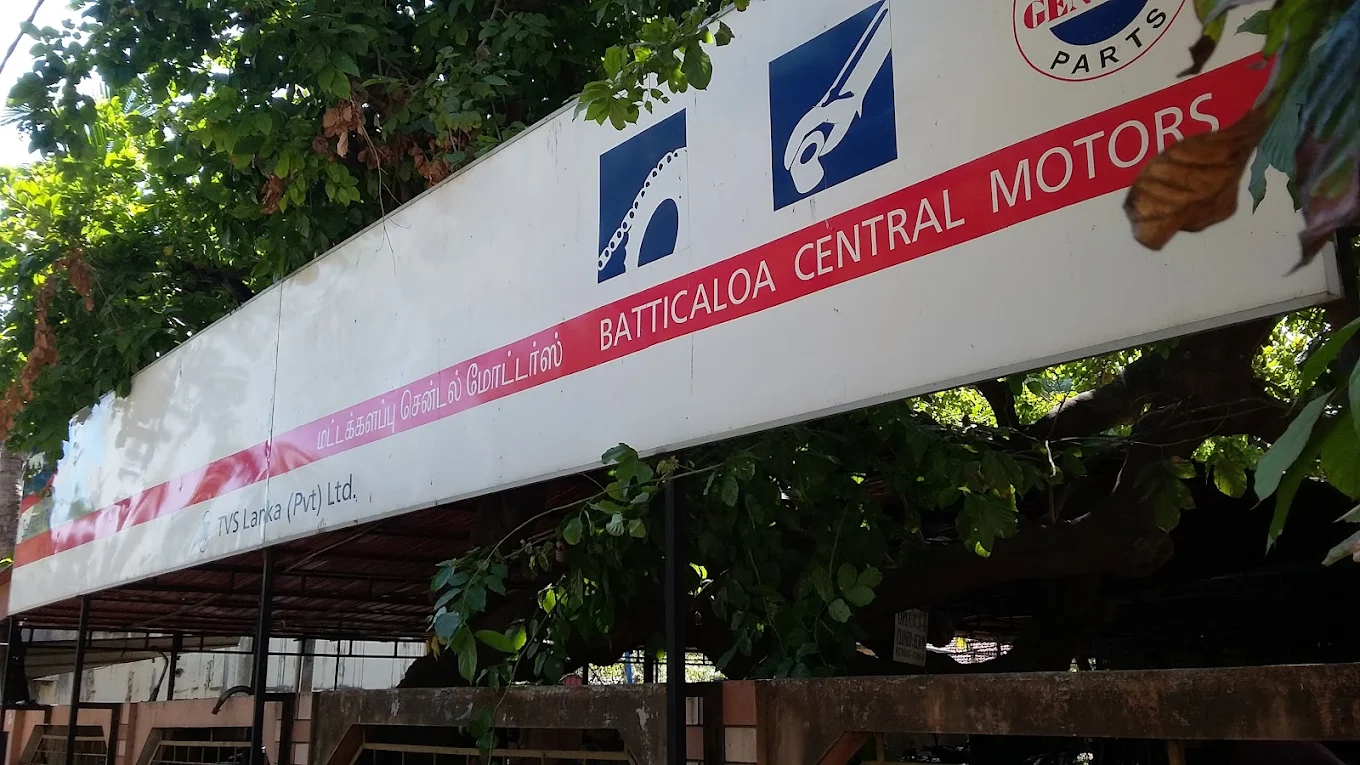 PARTS
மட்டக்களப்பு சென்டல் மோட்டர்ஸ் BATTICALOA CENTRAL MOTORS
TVS Lanka (Pvt) Ltd.